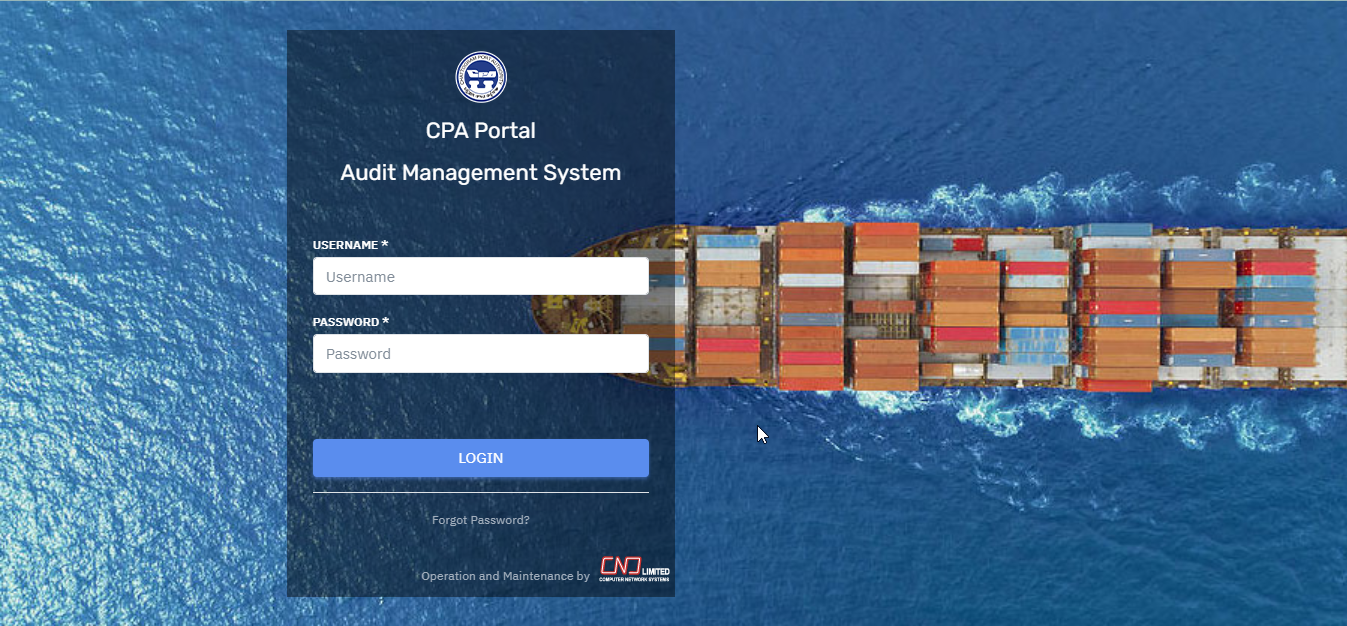 CPA
CPA Portal
Audit Management System
USERNAME *
Username
PASSWORD *
Password
LOGIN
Forgot Password?
Operation and Maintenance by
LIMITED
COMPUTER NETWORK SYSTEMS